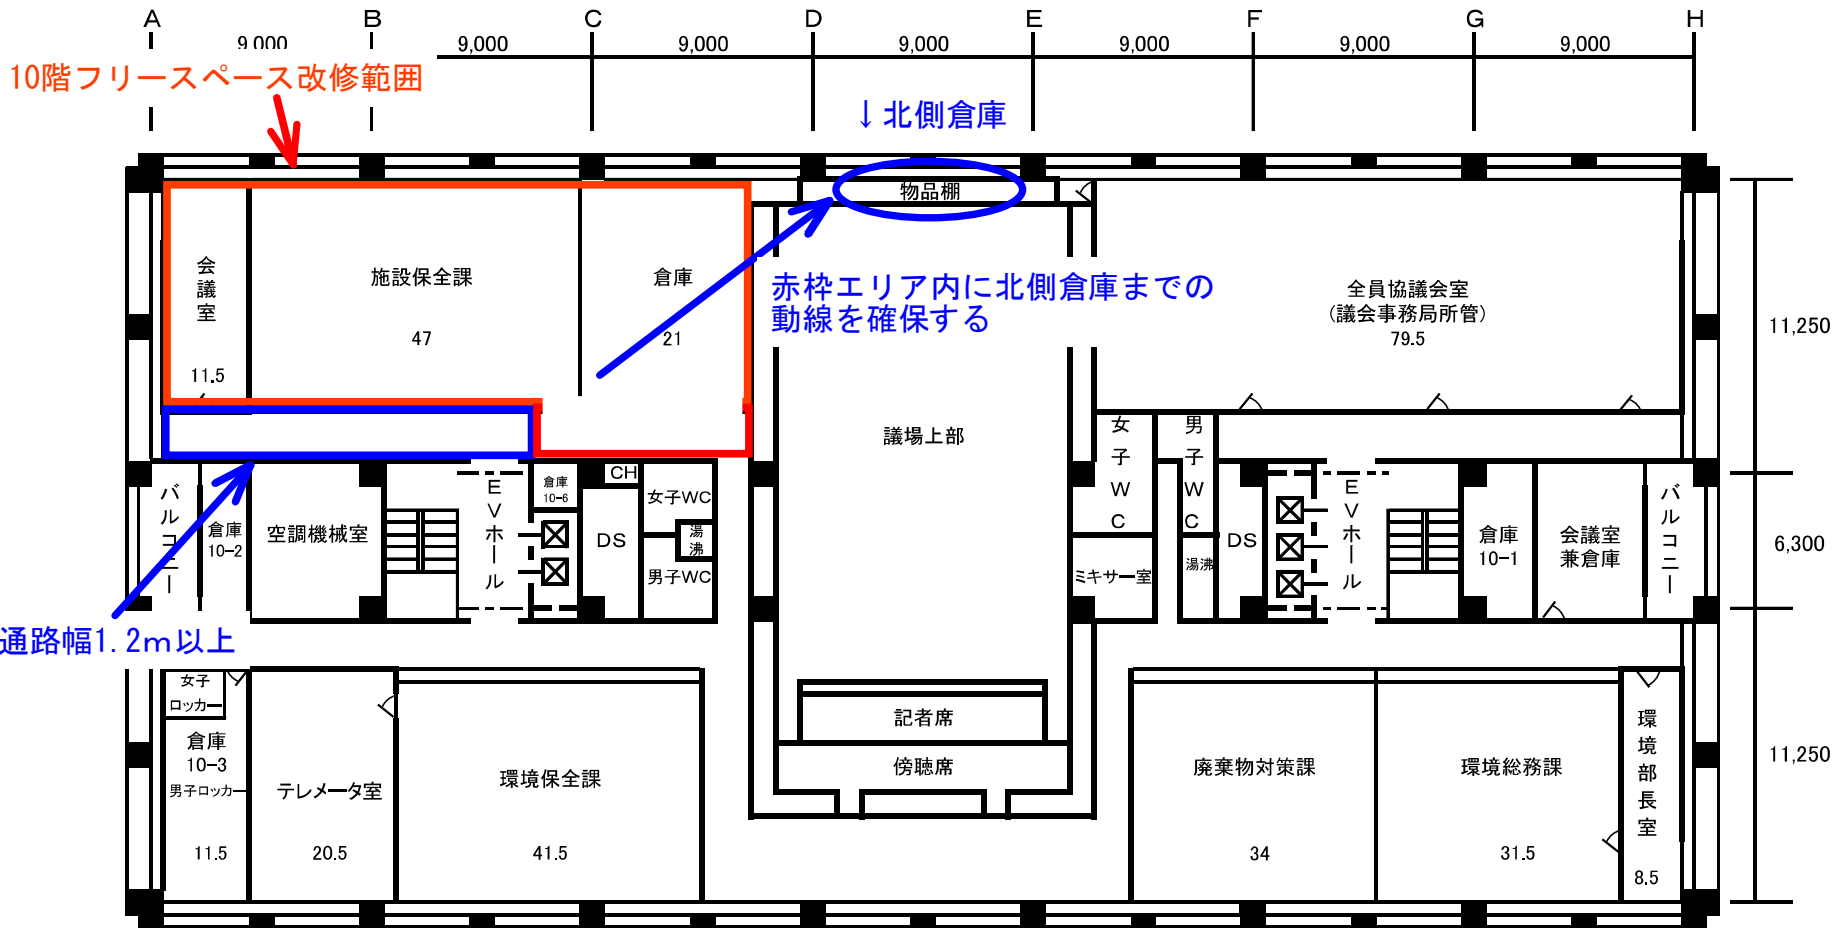 A B C D E F G H
9,000 9,000 9,000 9,000 9,000 9,000 9,000
10階フリースペース改修範囲
↓北側倉庫
物品棚
会議室
11.5
施設保全課
47
倉庫
21
赤枠エリア内に北側倉庫までの
動線を確保する
全員協議会室
(議会事務局所管)
79.5
11,250
議場上部
女子WC
男子WC
バルコニー
倉庫
10-2
空調機械室
EVホール
倉庫
10-6
CH
DS
女子WC
湯沸
男子WC
ミキサー室
湯沸
DS
EVホール
倉庫
10-1
会議室
兼倉庫
バルコニー
6,300
通路幅1.2m以上
女子
ロッカー
倉庫
10-3
男子ロッカー
11.5
テレメータ室
20.5
環境保全課
41.5
記者席
傍聴席
廃棄物対策課
34
環境総務課
31.5
環境部長室
8.5
11,250